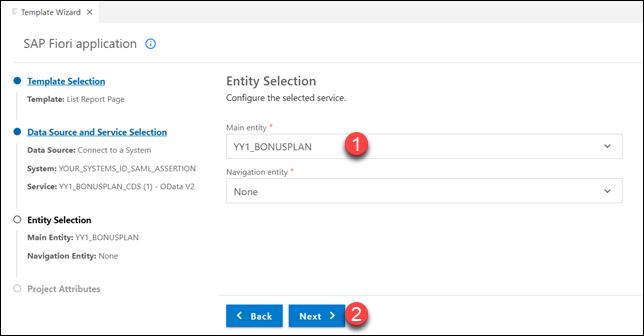 Template Wizard ×
SAP Fiori application
Template Selection
Template: List Report Page
Data Source and Service Selection
Data Source: Connect to a System
System: YOUR_SYSTEMS_ID_SAML_ASSERTION
Service: YY1_BONUSPLAN_CDS (1) - OData V2
Entity Selection
Main Entity: YY1_BONUSPLAN
Navigation Entity: None
Project Attributes
Entity Selection
Configure the selected service.
Main entity *
YY1_BONUSPLAN
1
Navigation entity *
None
Back
Next
2